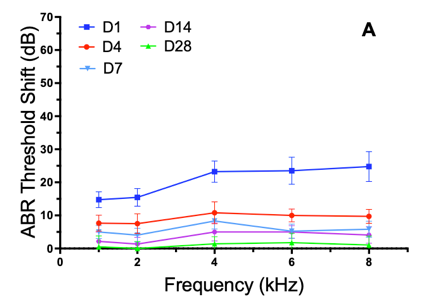 A
D1
D4
D7
D14
D28
ABR Threshold Shift (dB)
70
60
50
40
30
20
10
0
0 2 4 6 8
Frequency (kHz)